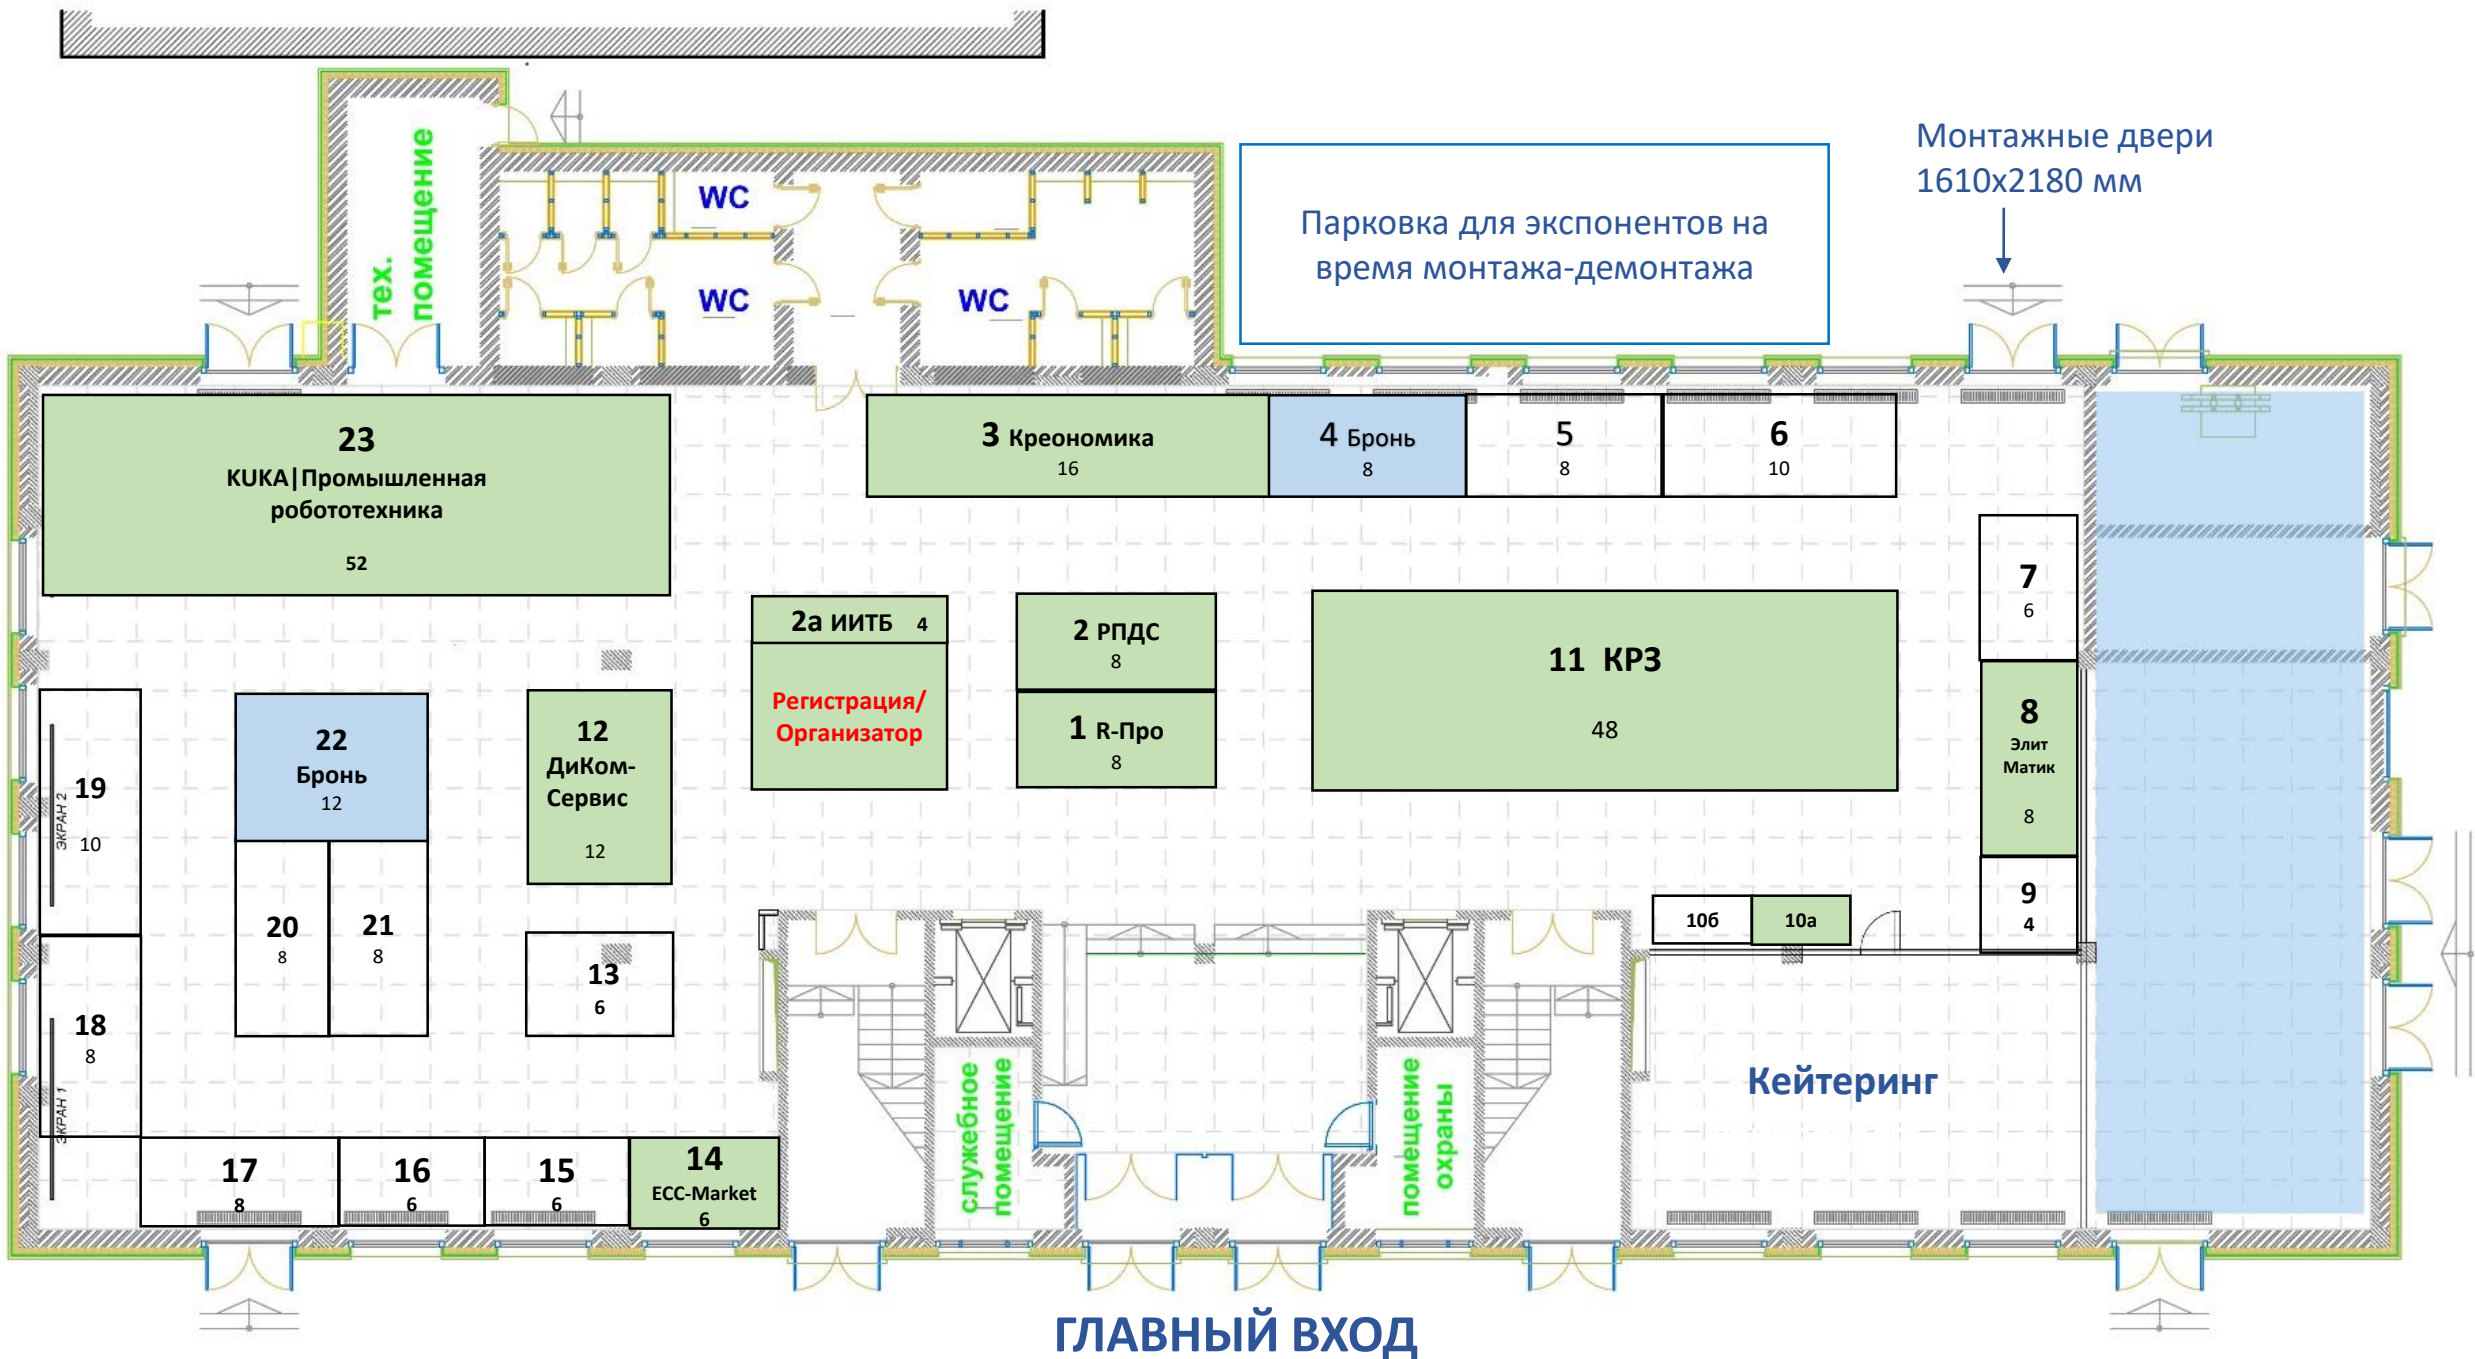 Монтажные двери
1610х2180 мм
Парковка для экспонентов на
время монтажа-демонтажа
тех.
помещение
WC
WC
WC
23
KUKA|Промышленная
робототехника
52
3 Креономика
16
4 Бронь
8
5
8
6
10
7
6
2а ИИТБ 4
Регистрация/
Организатор
2 РПДС
8
1 R-Про
8
11 КРЗ
48
8
Элит
Матик
8
9
4
10б
10а
19
10
ЭКРАН 2
22
Бронь
12
12
ДиКом-
Сервис
12
20
8
21
8
13
6
18
8
ЭКРАН 1
17
8
16
6
15
6
14
ECC-Market
6
служебное
помещение
помещение
охраны
Кейтеринг
ГЛАВНЫЙ ВХОД